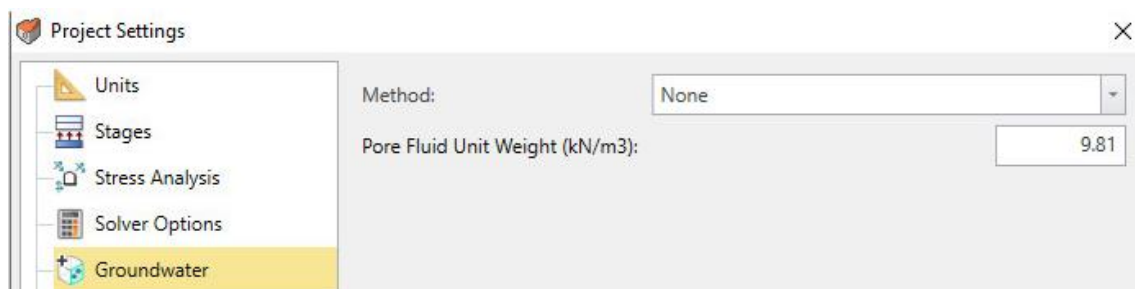 Project Settings
Units
Stages
Stress Analysis
Solver Options
Groundwater
Method: None
Pore Fluid Unit Weight (kN/m3): 9.81